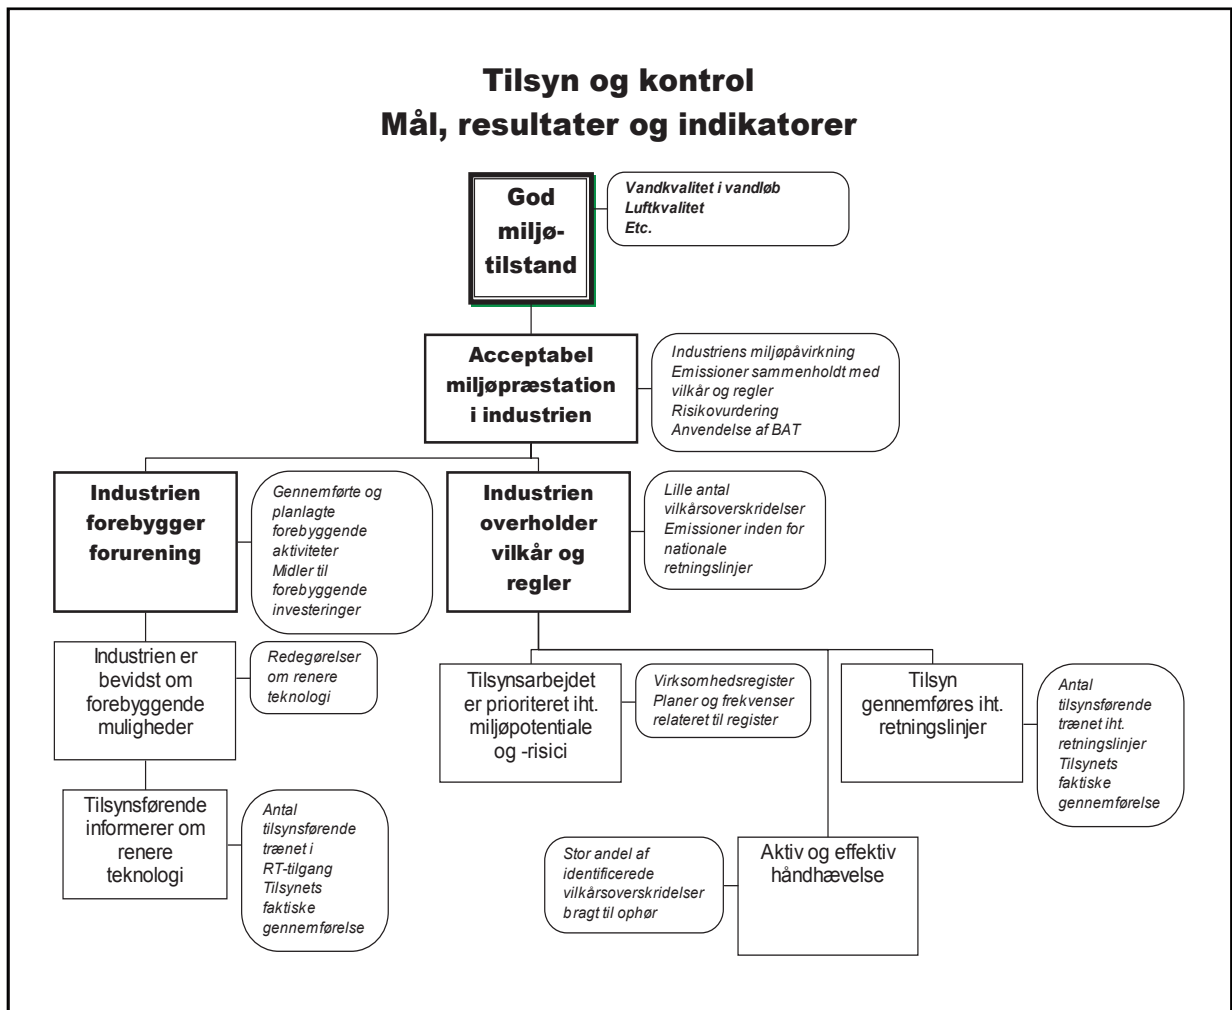 Tilsyn og kontrol
Mål, resultater og indikatorer
God
miljø-
tilstand
Vandkvalitet i vandløb
Luftkvalitet
Etc.
Acceptabel
miljøpræstation
i industrien
Industriens miljøpåvirkning
Emissioner sammenholdt med
vilkår og regler
Risikovurdering
Anvendelse af BAT
Industrien
forebygger
forurening
Gennemførte og
planlagte
forebyggende
aktiviteter
Midler til
forebyggende
investeringer
Industrien
overholder
vilkår og
regler
Lille antal
vilkårsoverskridelser
Emissioner inden for
nationale
retningslinjer
Industrien er
bevidst om
forebyggende
muligheder
Redegørelser
om renere
teknologi
Tilsynsarbejdet
er prioriteret iht.
miljøpotentiale
og -risici
Virksomhedsregister
Planer og frekvenser
relateret til register
Tilsyn
gennemføres iht.
retningslinjer
Antal
tilsynsførende
trænet iht.
retningslinjer
Tilsynets
faktiske
gennemførelse
Tilsynsførende
informerer om
renere
teknologi
Antal
tilsynsførende
trænet i
RT-tilgang
Tilsynets
faktiske
gennemførelse
Stor andel af
identificerede
vilkårsoverskridelser
bragt til ophør
Aktiv og effektiv
håndhævelse